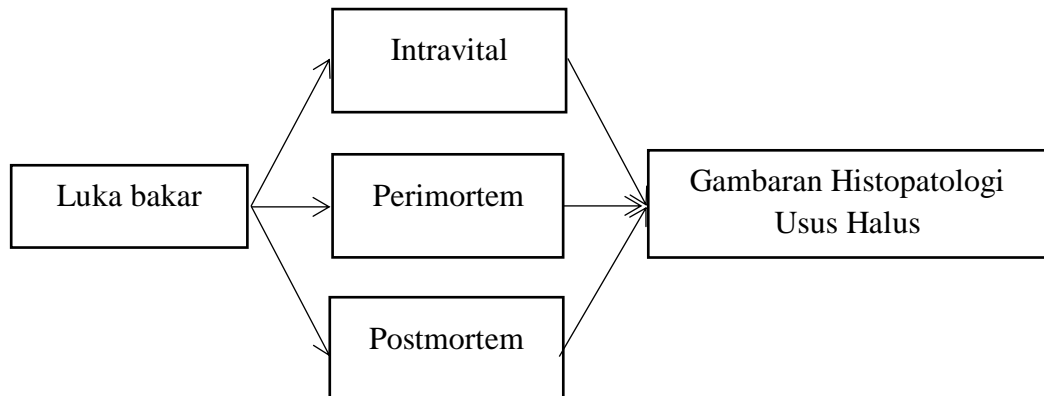 Intravital
Luka bakar
Perimortem
Gambaran Histopatologi
Usus Halus
Postmortem